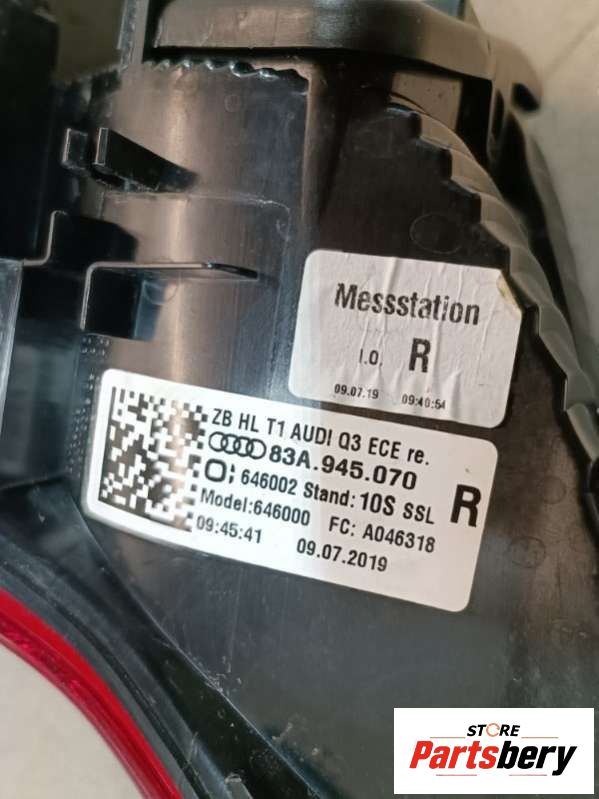 Messstation
I.O. R
09.07.19 09:40:54
ZB HL T1 AUDI Q3 ECE re.
83A.945.070
O; 646002 Stand: 10S SSL R
Model:646000 FC: A046318
09:45:41 09.07.2019
STORE
Partsbery